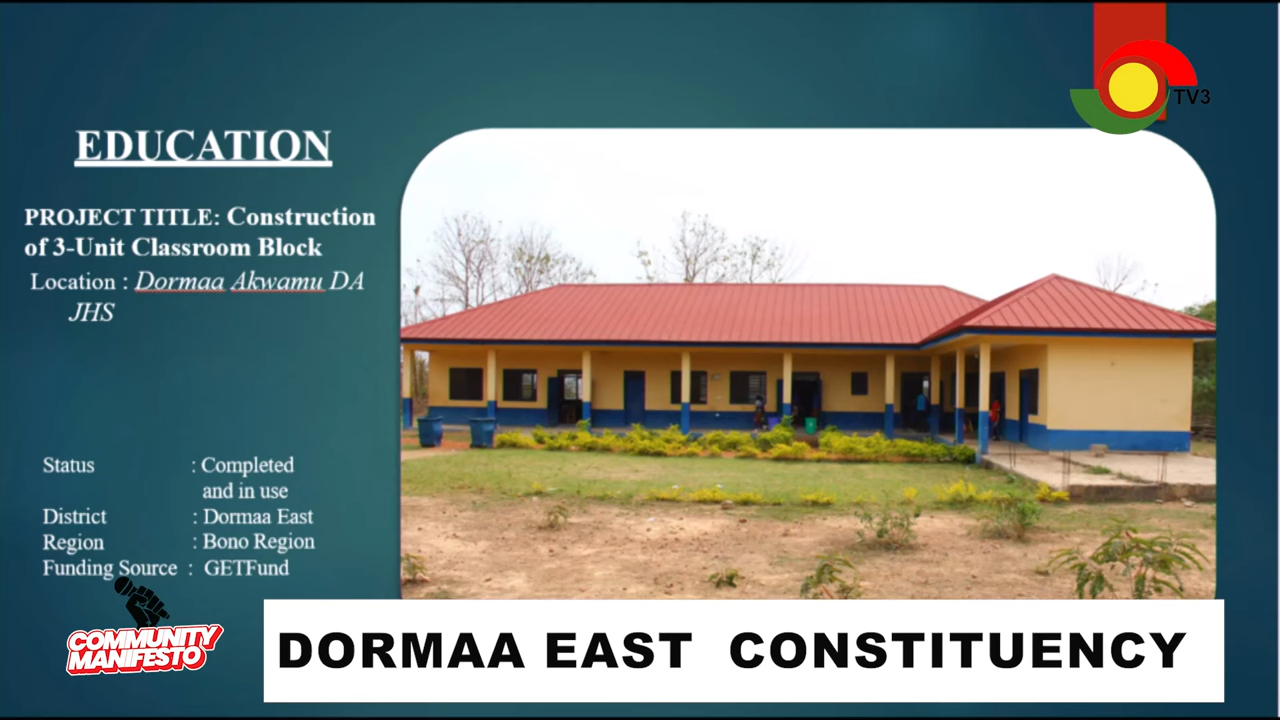 TV3
EDUCATION
PROJECT TITLE: Construction
of 3-Unit Classroom Block
Location : Dormaa Akwamu DA
JHS
Status : Completed
and in use
District : Dormaa East
Region : Bono Region
Funding Source : GETFund
COMMUNITY
MANIFESTO
DORMAA EAST CONSTITUENCY